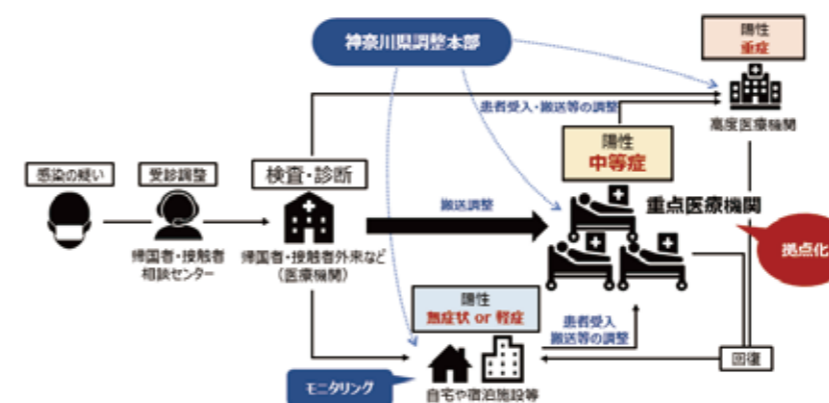 神奈川県調整本部
陽性
重症
高度医療機関
患者受入・搬送等の調整
陽性
中等症
重点医療機関
拠点化
感染の疑い
受診調整
検査・診断
搬送調整
帰国者・接触者
相談センター
帰国者・接触者外来など
(医療機関)
陽性
無症状 or 軽症
患者受入
搬送等の調整
回復
モニタリング
自宅や宿泊施設等